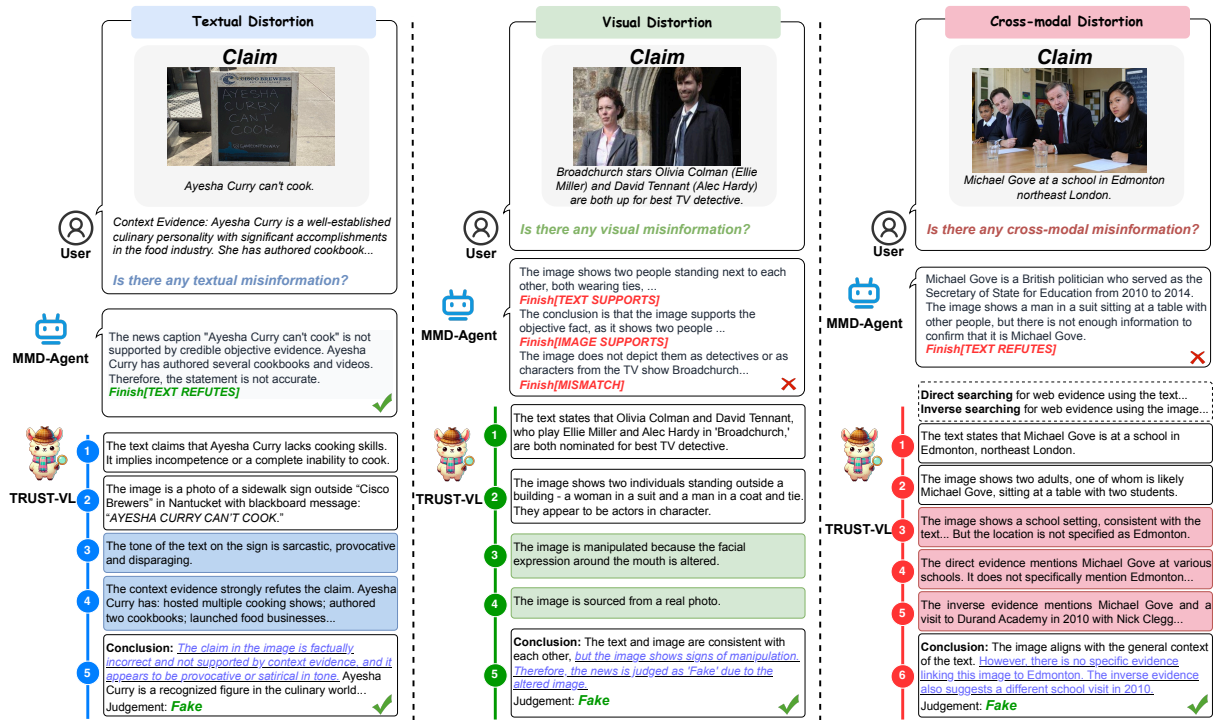 Textual Distortion
Claim
CISCO BREWERS
AYESHA
CURRY
CAN'T
COOK
Ayesha Curry can't cook.
User
Context Evidence: Ayesha Curry is a well-established
culinary personality with significant accomplishments
in the food industry. She has authored cookbook...
Is there any textual misinformation?
MMD-Agent
The news caption "Ayesha Curry can't cook" is not
supported by credible objective evidence. Ayesha
Curry has authored several cookbooks and videos.
Therefore, the statement is not accurate.
Finish[TEXT REFUTES]
TRUST-VL
1
The text claims that Ayesha Curry lacks cooking skills.
It implies incompetence or a complete inability to cook.
2
The image is a photo of a sidewalk sign outside “Cisco
Brewers” in Nantucket with blackboard message:
“AYESHA CURRY CAN’T COOK.”
3
The tone of the text on the sign is sarcastic, provocative
and disparaging.
4
The context evidence strongly refutes the claim. Ayesha
Curry has: hosted multiple cooking shows; authored
two cookbooks; launched food businesses...
5
Conclusion: The claim in the image is factually
incorrect and not supported by context evidence, and it
appears to be provocative or satirical in tone. Ayesha
Curry is a recognized figure in the culinary world...
Judgement: Fake
Visual Distortion
Claim
Broadchurch stars Olivia Colman (Ellie
Miller) and David Tennant (Alec Hardy)
are both up for best TV detective.
User
Is there any visual misinformation?
MMD-Agent
The image shows two people standing next to each
other, both wearing ties, ...
Finish[TEXT SUPPORTS]
The conclusion is that the image supports the
objective fact, as it shows two people ...
Finish[IMAGE SUPPORTS]
The image does not depict them as detectives or as
characters from the TV show Broadchurch...
Finish[MISMATCH]
TRUST-VL
1
The text states that Olivia Colman and David Tennant,
who play Ellie Miller and Alec Hardy in 'Broadchurch,'
are both nominated for best TV detective.
2
The image shows two individuals standing outside a
building - a woman in a suit and a man in a coat and tie.
They appear to be actors in character.
3
The image is manipulated because the facial
expression around the mouth is altered.
4
The image is sourced from a real photo.
5
Conclusion: The text and image are consistent with
each other, but the image shows signs of manipulation.
Therefore, the news is judged as 'Fake' due to the
altered image.
Judgement: Fake
Cross-modal Distortion
Claim
Michael Gove at a school in Edmonton
northeast London.
User
Is there any cross-modal misinformation?
MMD-Agent
Michael Gove is a British politician who served as the
Secretary of State for Education from 2010 to 2014.
The image shows a man in a suit sitting at a table with
other people, but there is not enough information to
confirm that it is Michael Gove.
Finish[TEXT REFUTES]
Direct searching for web evidence using the text...
Inverse searching for web evidence using the image...
TRUST-VL
1
The text states that Michael Gove is at a school in
Edmonton, northeast London.
2
The image shows two adults, one of whom is likely
Michael Gove, sitting at a table with two students.
3
The image shows a school setting, consistent with the
text... But the location is not specified as Edmonton.
4
The direct evidence mentions Michael Gove at various
schools. It does not specifically mention Edmonton...
5
The inverse evidence mentions Michael Gove and a
visit to Durand Academy in 2010 with Nick Clegg...
6
Conclusion: The image aligns with the general context
of the text. However, there is no specific evidence
linking this image to Edmonton. The inverse evidence
also suggests a different school visit in 2010.
Judgement: Fake